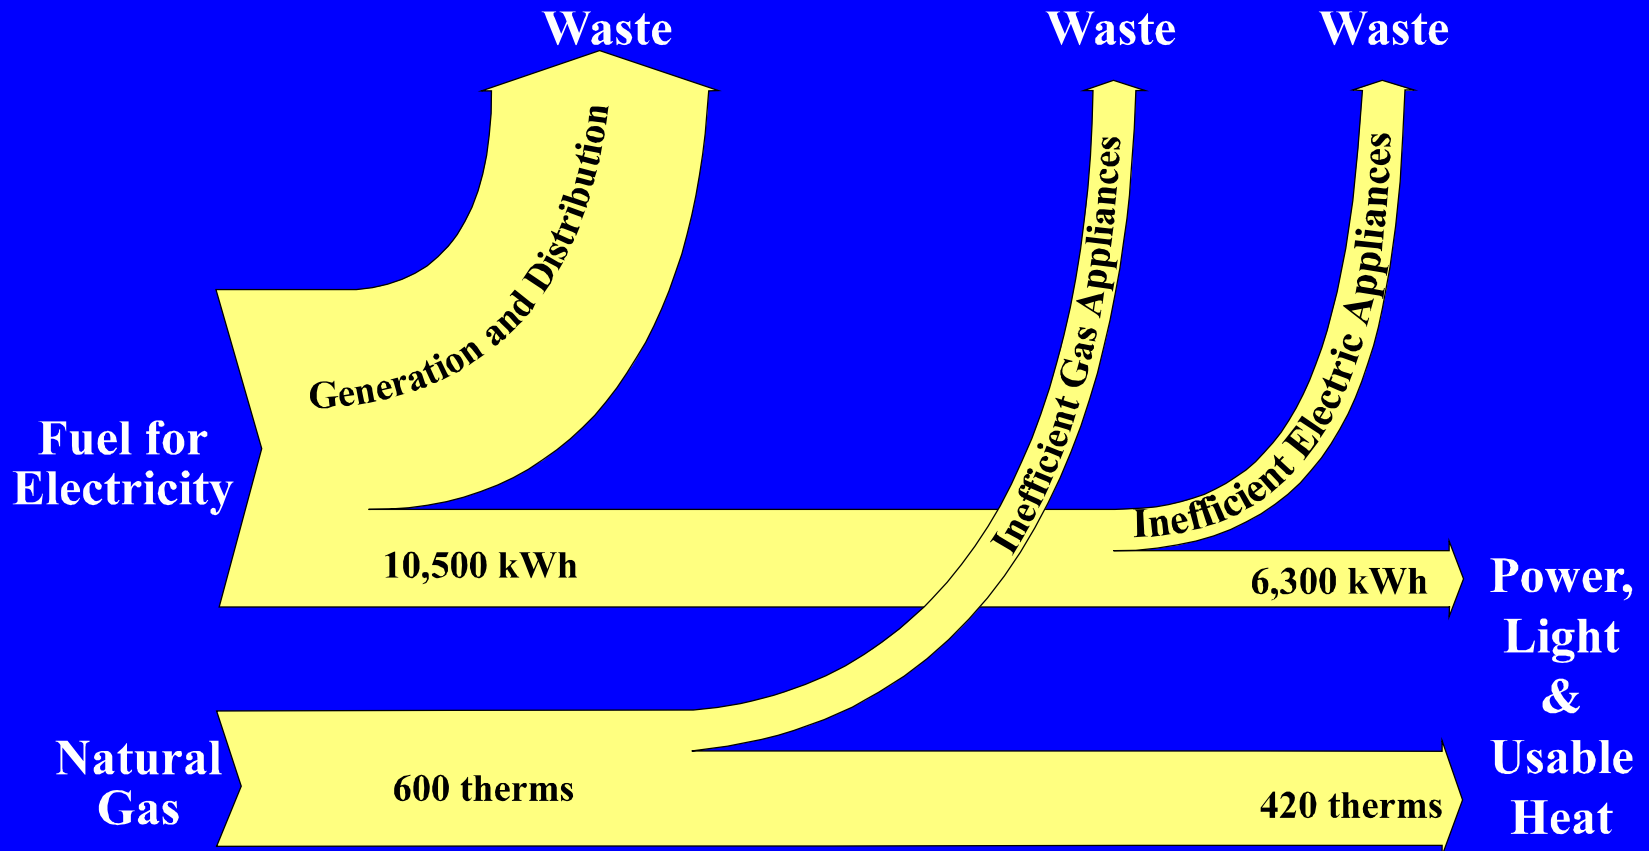 Waste
Waste
Waste
Generation and Distribution
Inefficient Gas Appliances
Inefficient Electric Appliances
Fuel for
Electricity
10,500 kWh
6,300 kWh
Power,
Light
&
Usable
Heat
Natural
Gas
600 therms
420 therms